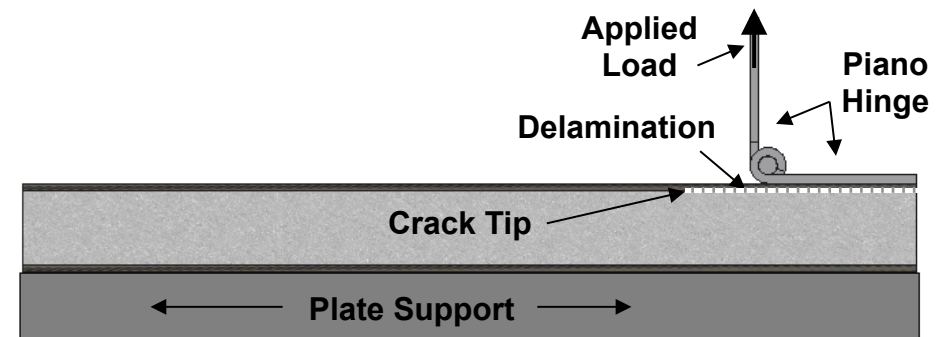 Applied
Load
Piano
Hinge
Delamination
Crack Tip
Plate Support